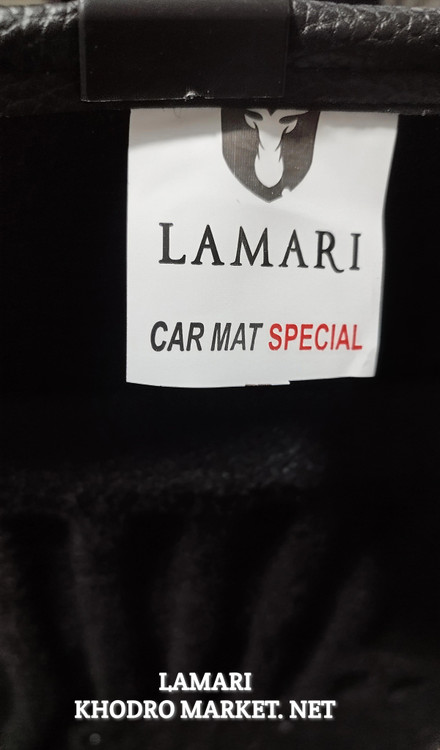 LAMARI
CAR MAT SPECIAL
LAMARI
KHODRO MARKET. NET